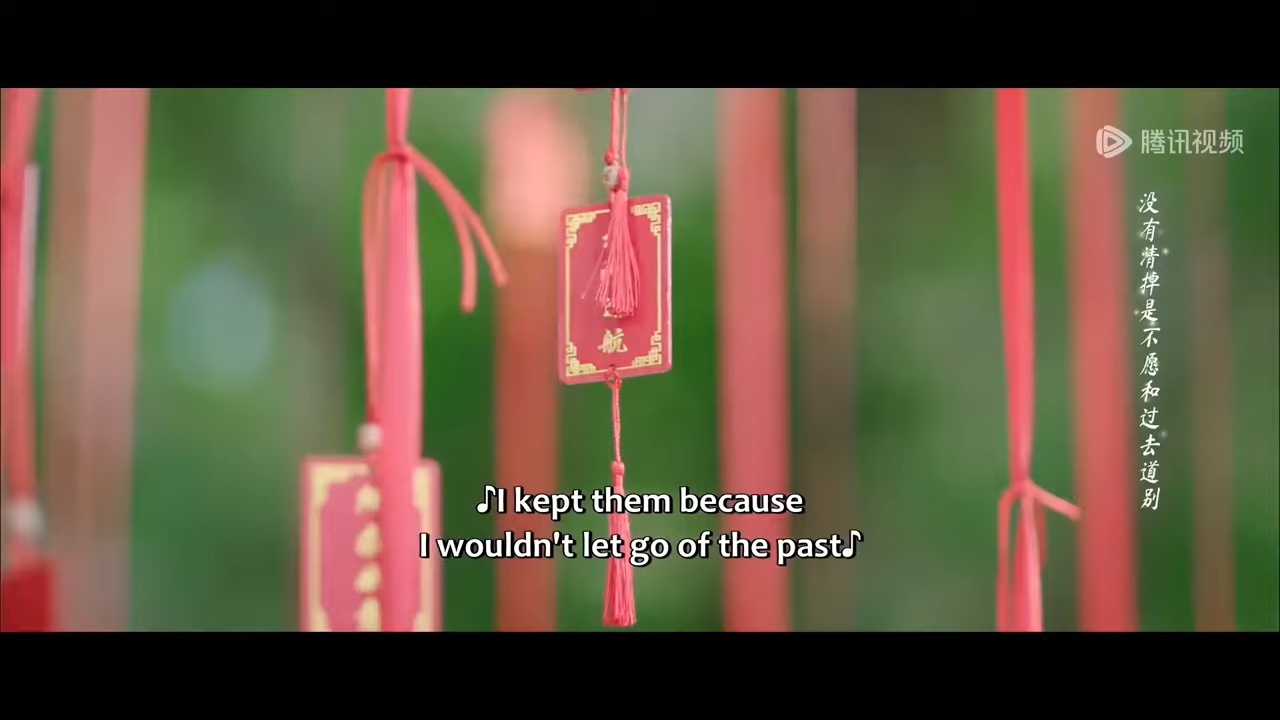 腾讯视频
没有清掉是不愿和过去道别
航
♪I kept them because
I wouldn't let go of the past♪